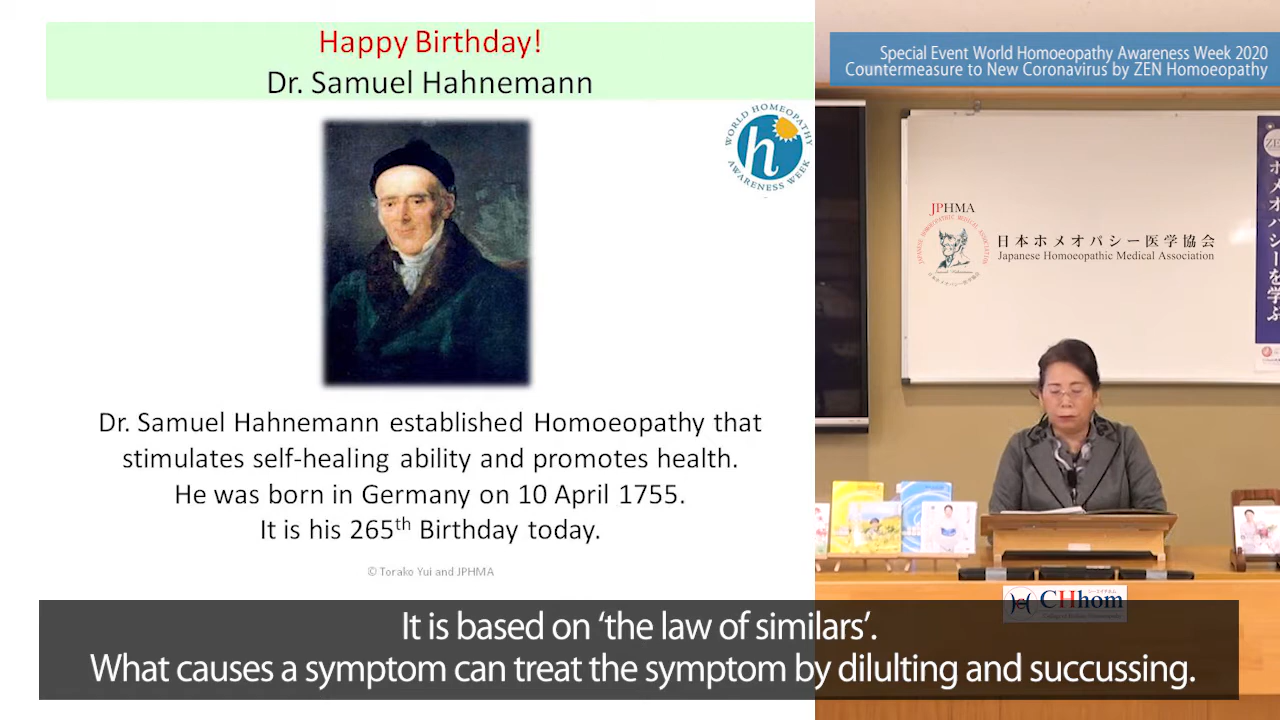 Happy Birthday!
Dr. Samuel Hahnemann
WORLD HOMEOPATHY
h
AWARENESS WEEK
Dr. Samuel Hahnemann established Homoeopathy that
stimulates self-healing ability and promotes health.
He was born in Germany on 10 April 1755.
It is his 265th Birthday today.
© Torako Yui and JPHMA
Special Event World Homoeopathy Awareness Week 2020
Countermeasure to New Coronavirus by ZEN Homoeopathy
JPHMA
日本ホメオパシー医学協会
Japanese Homoeopathic Medical Association
ZEN
ホメオパシーを学ぶ
CHhom
It is based on ‘the law of similars’.
What causes a symptom can treat the symptom by dilulting and succussing.